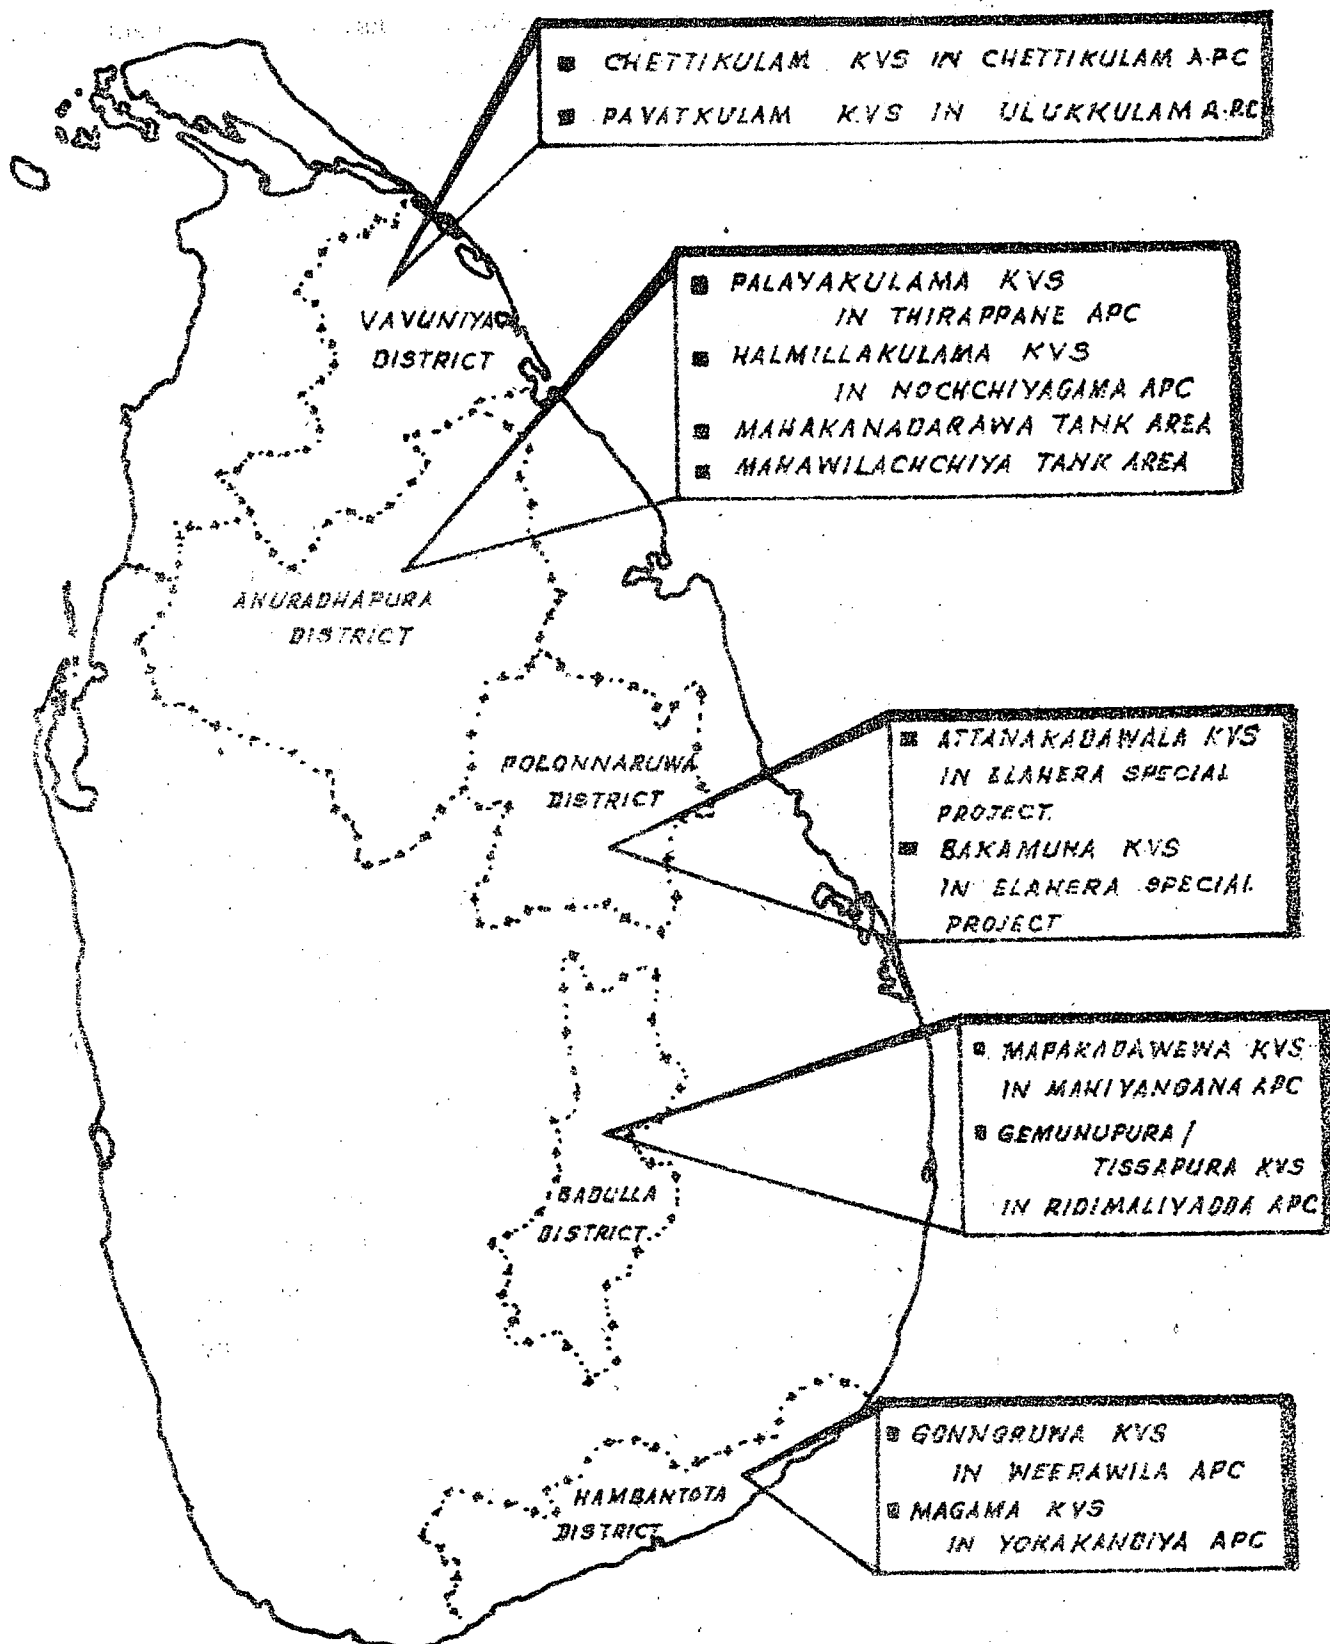 ■ CHETTIKULAM KVS IN CHETTIKULAM A.P.C
■ PAVATKULAM KVS IN ULUKKULAM A.P.C
VAVUNIYA
DISTRICT
■ PALAYAKULAMA KVS
IN THIRAPPANE APC
■ HALMILLAKULAMA KVS
IN NOCHCHIYAGAMA APC
■ MAHAKANADARAWA TANK AREA
■ MAHAWILACHCHIYA TANK AREA
ANURADHAPURA
DISTRICT
POLONNARUWA
DISTRICT
■ ATTANAKADAWALA KVS
IN ELAHERA SPECIAL
PROJECT.
■ BAKAMUNA KVS
IN ELAHERA SPECIAL
PROJECT
■ MAPAKADAWEWA KVS
IN MAHIYANGANA APC
■ GEMUNUPURA /
TISSAPURA KVS
IN RIDIMALIYADDA APC
BADULLA
DISTRICT.
■ GONNORUWA KVS
IN WEERAWILA APC
■ MAGAMA KVS
IN YODAKANDIYA APC
HAMBANTOTA
DISTRICT